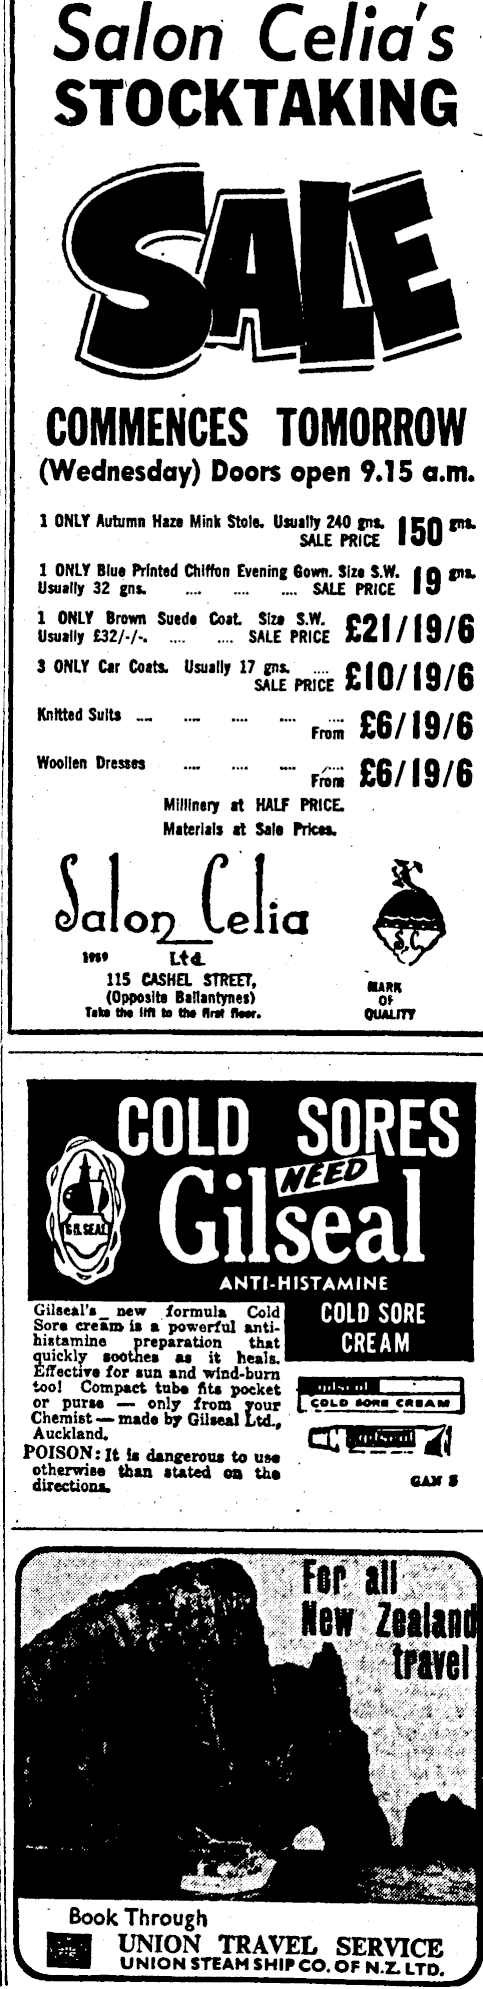 Salon Celia's
STOCKTAKING
SALE
COMMENCES TOMORROW
(Wednesday) Doors open 9.15 a.m.
1 ONLY Autumn Haze Mink Stole. Usually 240 gns.
SALE PRICE 150 gns.
1 ONLY Blue Printed Chiffon Evening Gown. Size S.W.
Usually 32 gns. .... .... .... SALE PRICE 19 gns.
1 ONLY Brown Suede Coat. Size S.W.
Usually £32/-/-. .... .... SALE PRICE £21/19/6
3 ONLY Car Coats. Usually 17 gns. ....
SALE PRICE £10/19/6
Knitted Suits .... .... .... .... ....
From £6/19/6
Woollen Dresses .... .... .... ....
From £6/19/6
Millinery at HALF PRICE.
Materials at Sale Prices.
Salon Celia
1959 Ltd.
115 CASHEL STREET,
(Opposite Ballantynes)
Take the lift to the first floor.
S.C
MARK
OF
QUALITY
COLD SORES
NEED
Gilseal
GILSEAL
ANTI-HISTAMINE
COLD SORE
CREAM
Gilseal's new formula Cold
Sore cream is a powerful anti-
histamine preparation that
quickly soothes as it heals.
Effective for sun and wind-burn
too! Compact tube fits pocket
or purse — only from your
Chemist — made by Gilseal Ltd.,
Auckland.
POISON: It is dangerous to use
otherwise than stated on the
directions.
Gilseal
COLD SORE CREAM
Gilseal
GAN 5
For all
New Zealand
travel
Book Through
UNION TRAVEL SERVICE
UNION STEAM SHIP CO. OF N.Z. LTD.